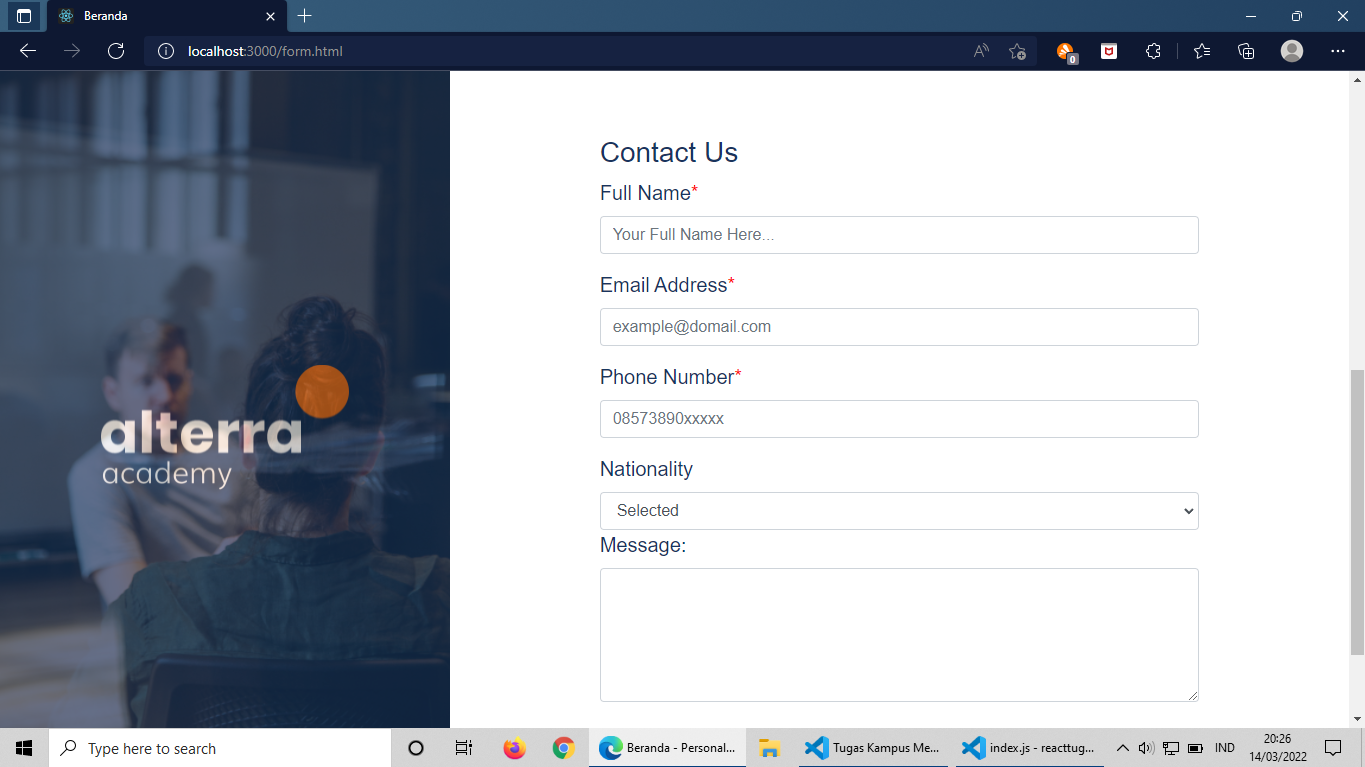 Beranda
localhost:3000/form.html
0
alterra
academy
Contact Us
Full Name*
Your Full Name Here...
Email Address*
example@domail.com
Phone Number*
08573890xxxxx
Nationality
Selected
Message:
Type here to search
Beranda - Personal...
Tugas Kampus Me...
index.js - reacttug...
IND
20:26
14/03/2022